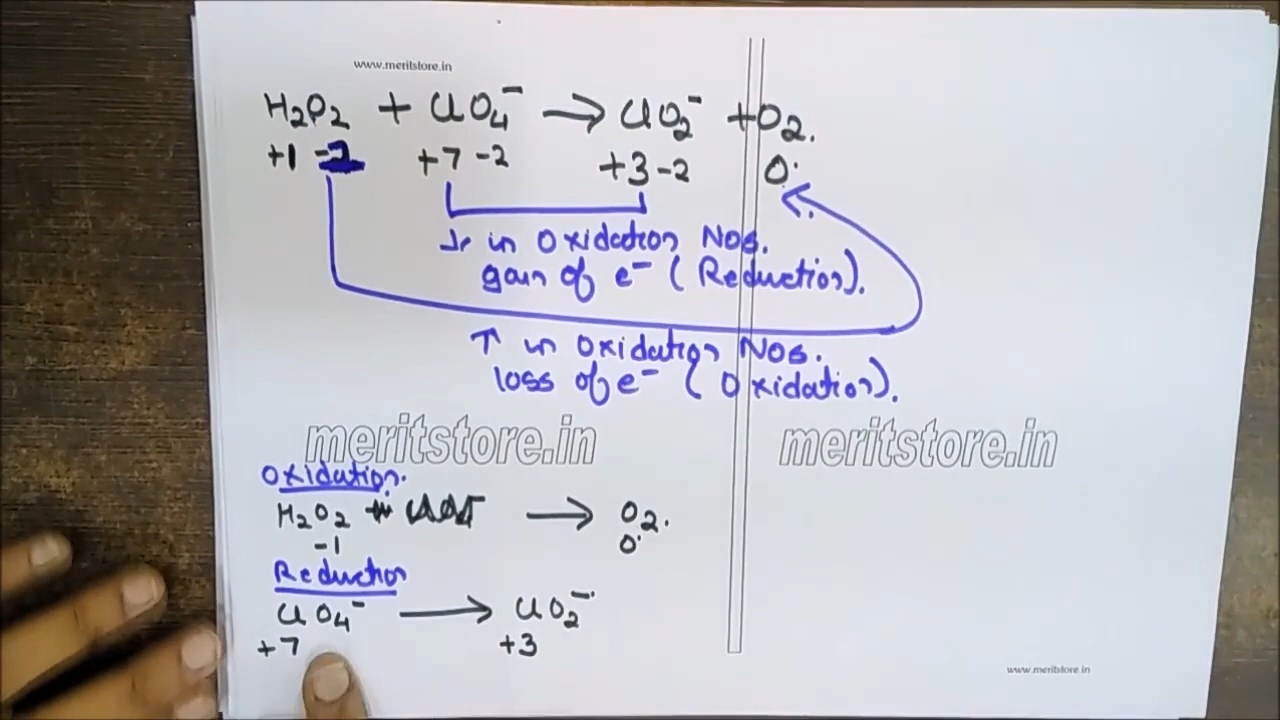 www.meritstore.in
H₂O₂ + ClO₄⁻ → ClO₂⁻ + O₂.
+1 -1 +7 -2 +3 -2 0.
↓ in Oxidation Nos.
gain of e⁻ (Reduction).
↑ in Oxidation Nos.
loss of e⁻ (Oxidation).
meritstore.in meritstore.in
Oxidation.
H₂O₂ → O₂.
-1 0.
Reduction
ClO₄⁻ → ClO₂⁻.
+7 +3
www.meritstore.in